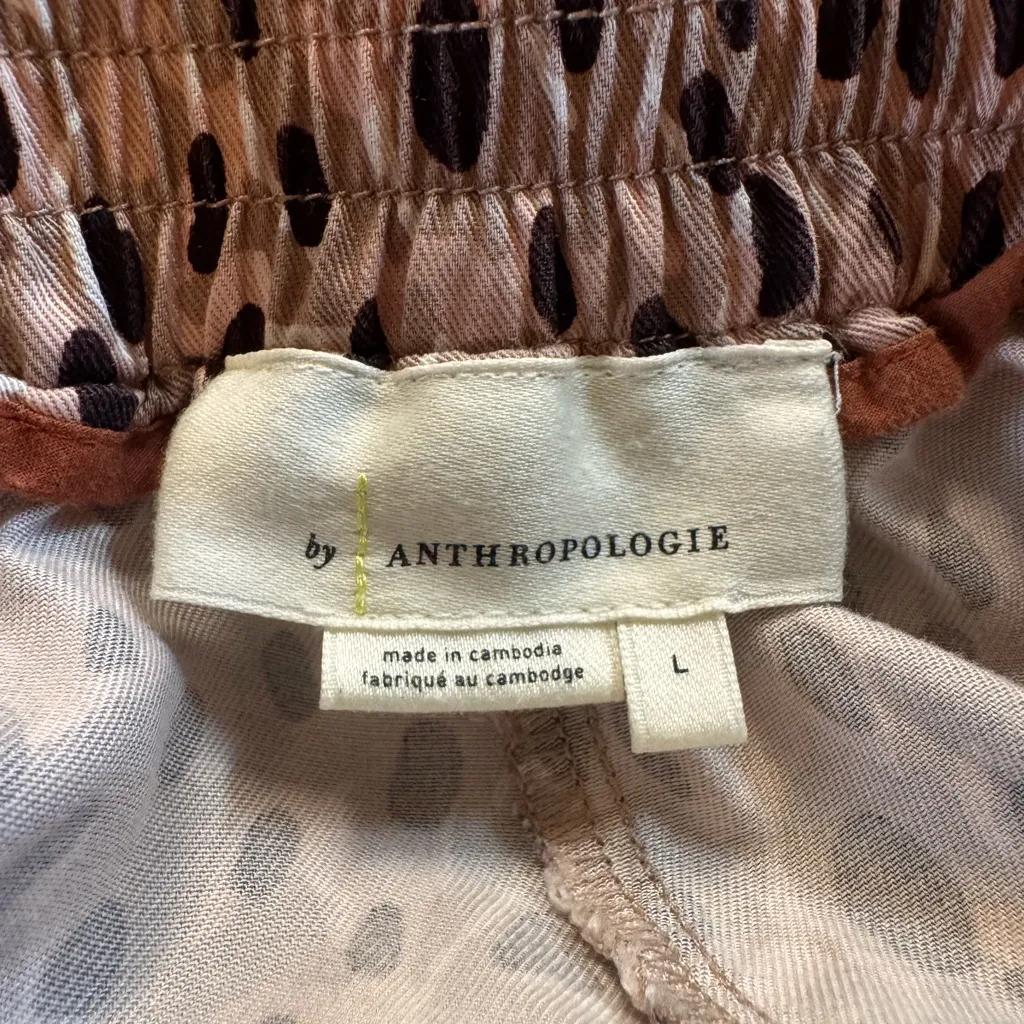 by ANTHROPOLOGIE
made in cambodia
fabriqué au cambodge
L